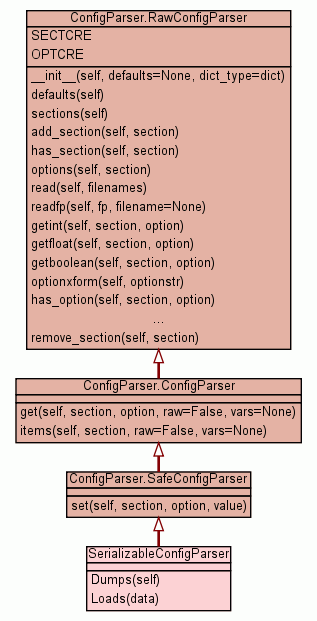 ConfigParser.RawConfigParser
SECTCRE
OPTCRE
__init__(self, defaults=None, dict_type=dict)
defaults(self)
sections(self)
add_section(self, section)
has_section(self, section)
options(self, section)
read(self, filenames)
readfp(self, fp, filename=None)
getint(self, section, option)
getfloat(self, section, option)
getboolean(self, section, option)
optionxform(self, optionstr)
has_option(self, section, option)
...
remove_section(self, section)
ConfigParser.ConfigParser
get(self, section, option, raw=False, vars=None)
items(self, section, raw=False, vars=None)
ConfigParser.SafeConfigParser
set(self, section, option, value)
SerializableConfigParser
Dumps(self)
Loads(data)